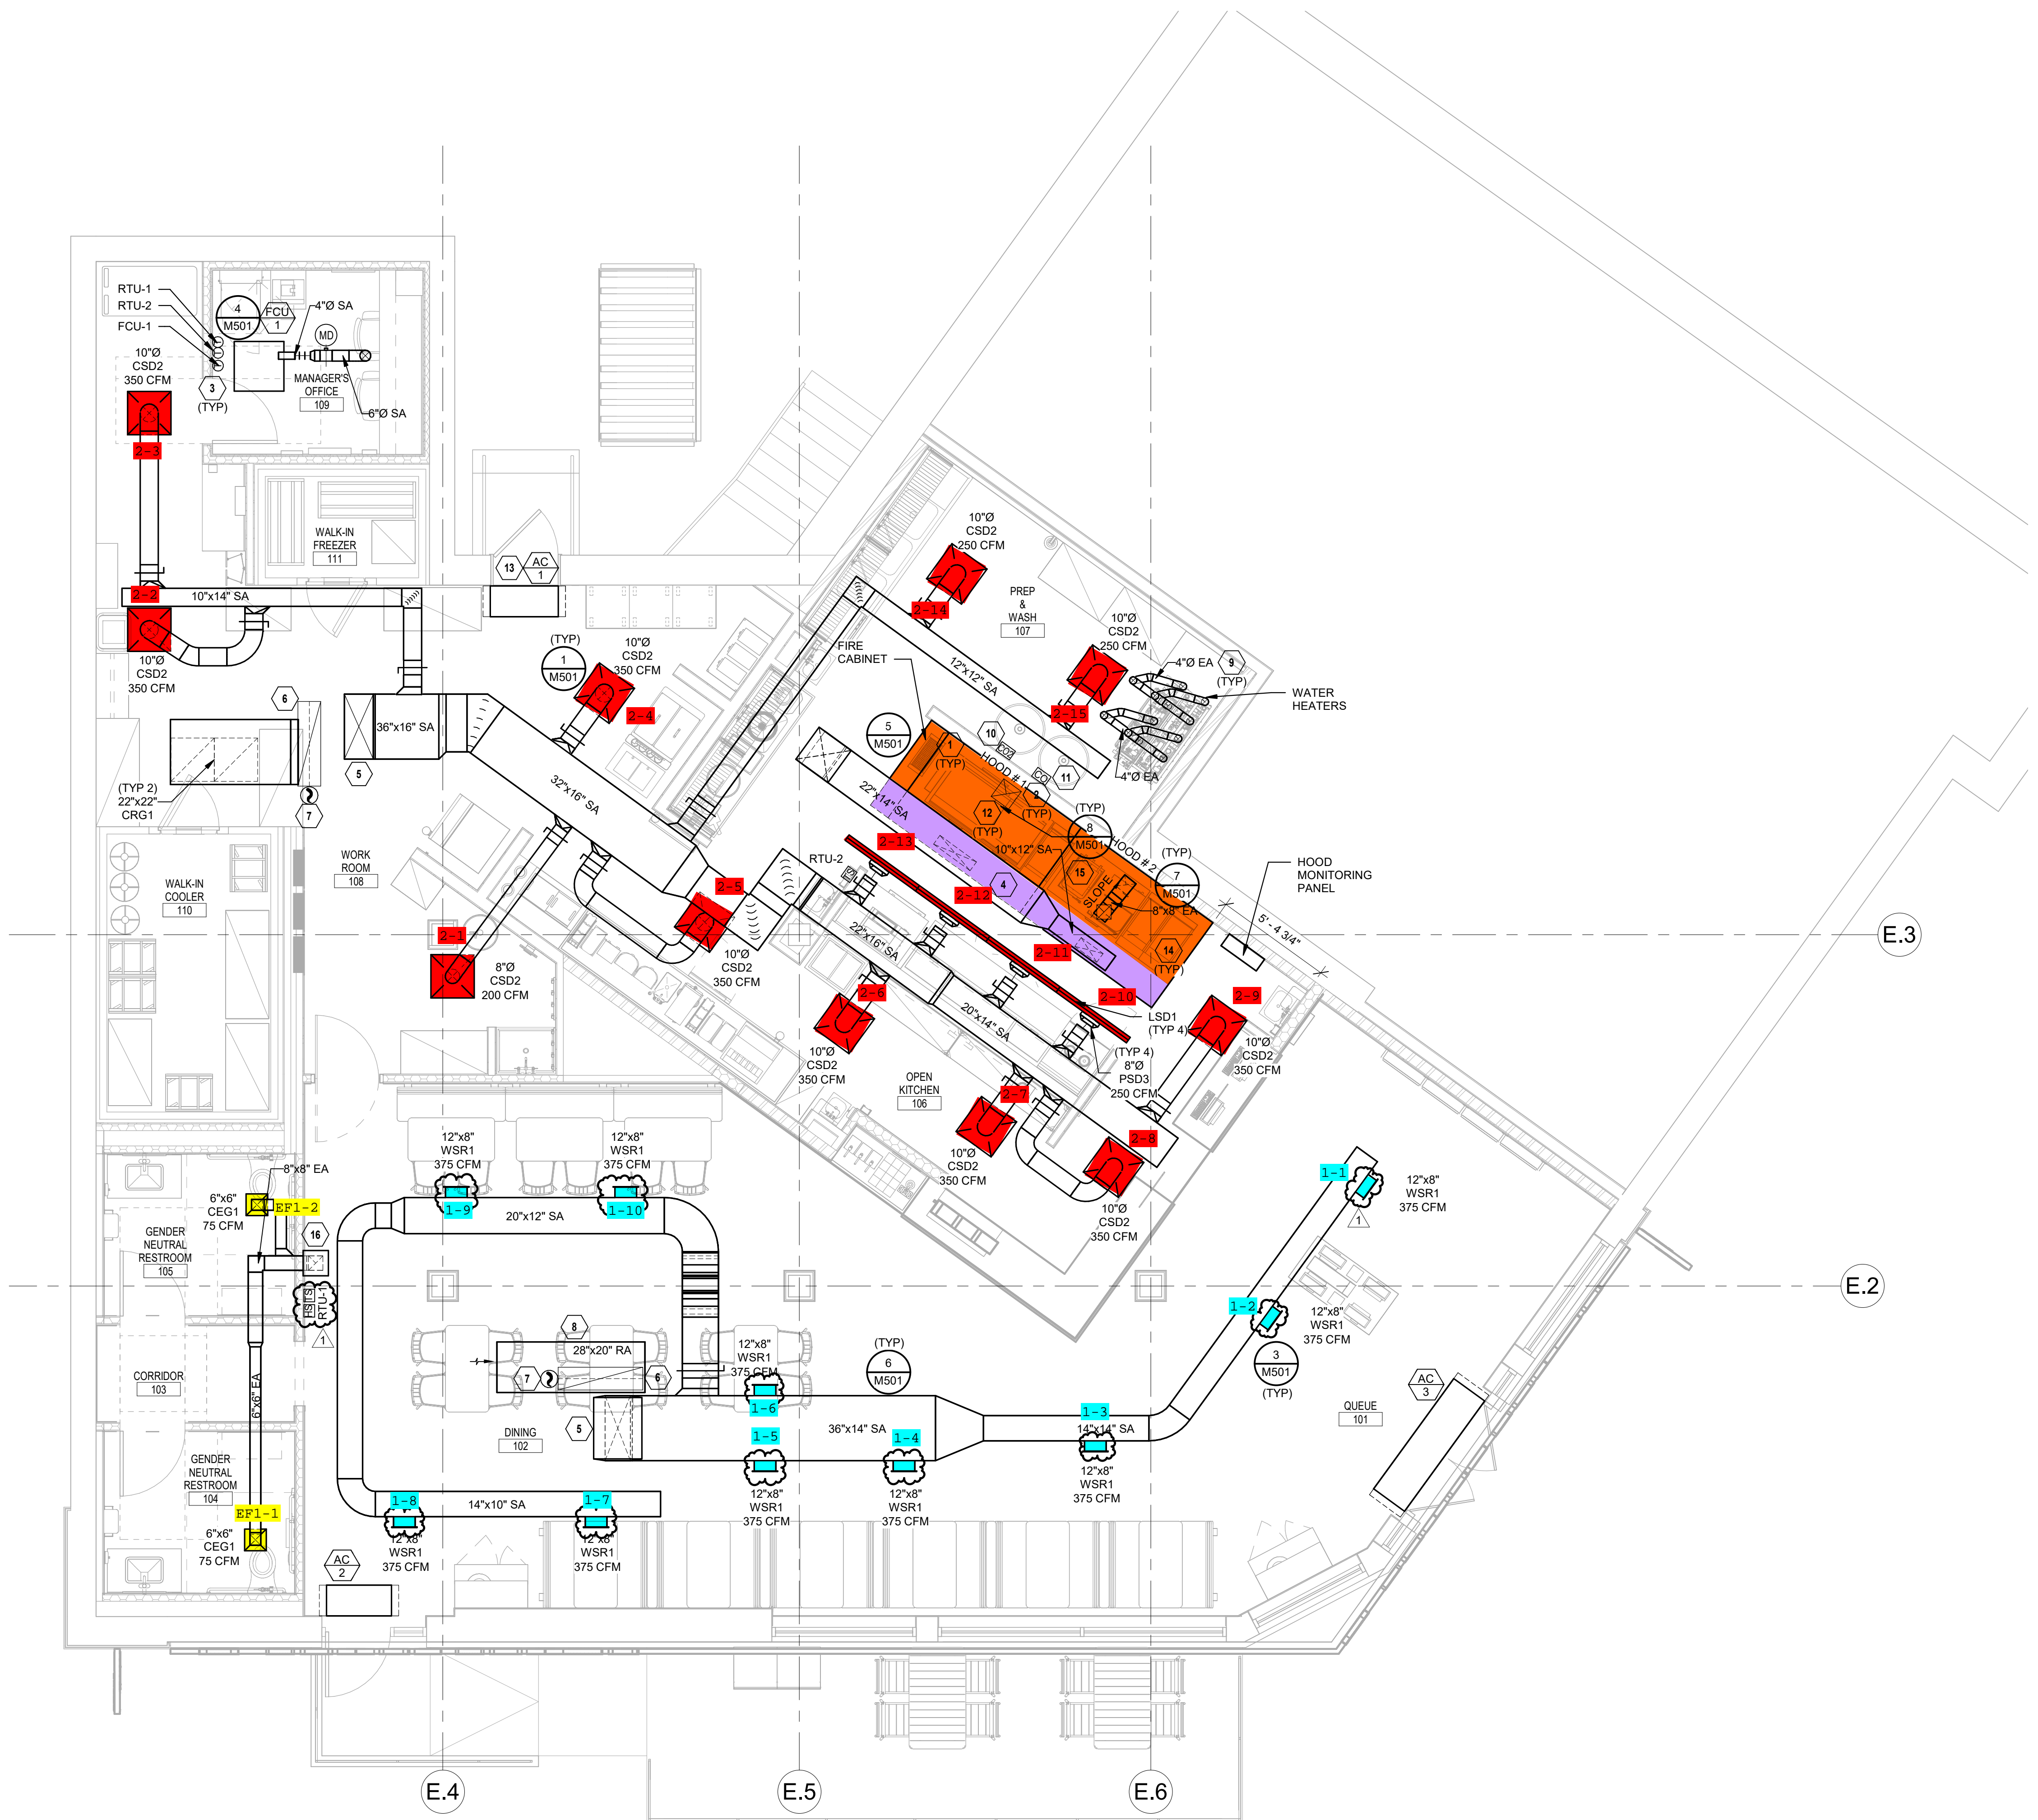 RTU-1
RTU-2
FCU-1
4
M501
FCU
1
4"Ø SA
MD
10"Ø
CSD2
350 CFM
3
(TYP)
MANAGER'S
OFFICE
109
6"Ø SA
2-3
WALK-IN
FREEZER
111
13
AC
1
2-2
10"x14" SA
10"Ø
CSD2
350 CFM
6
36"x16" SA
5
(TYP 2)
22"x22"
CRG1
7
(TYP)
1
M501
10"Ø
CSD2
350 CFM
2-4
32"x16" SA
10"Ø
CSD2
250 CFM
2-14
PREP
&
WASH
107
10"Ø
CSD2
250 CFM
2-15
12"x12" SA
4"Ø EA
9
(TYP)
WATER
HEATERS
4"Ø EA
FIRE
CABINET
5
M501
1
(TYP)
10
CO2
HOOD # 1
CO
11
2
(TYP)
12
(TYP)
22"x14" SA
(TYP)
8
M501
HOOD # 2
10"x12" SA
15
(TYP)
7
M501
SLOPE
8"x8" EA
14
(TYP)
HOOD
MONITORING
PANEL
5' - 4 3/4"
E.3
2-13
RTU-2
TS
2-12
4
2-11
2-10
LSD1
(TYP 4)
(TYP 4)
8"Ø
PSD3
250 CFM
2-9
10"Ø
CSD2
350 CFM
WORK
ROOM
108
WALK-IN
COOLER
110
2-5
10"Ø
CSD2
350 CFM
2-1
8"Ø
CSD2
200 CFM
22"x16" SA
2-6
10"Ø
CSD2
350 CFM
20"x14" SA
OPEN
KITCHEN
106
2-7
10"Ø
CSD2
350 CFM
2-8
10"Ø
CSD2
350 CFM
12"x8"
WSR1
375 CFM
1-9
12"x8"
WSR1
375 CFM
1-10
20"x12" SA
8"x8" EA
6"x6"
CEG1
75 CFM
EF1-2
16
GENDER
NEUTRAL
RESTROOM
105
HS
TS
RTU-1
1
1-1
12"x8"
WSR1
375 CFM
1
E.2
1-2
12"x8"
WSR1
375 CFM
3
M501
(TYP)
8
28"x20" RA
7
6
12"x8"
WSR1
375 CFM
1-6
(TYP)
6
M501
CORRIDOR
103
6"x6" EA
AC
3
QUEUE
101
DINING
102
5
1-5
36"x14" SA
1-4
1-3
14"x14" SA
12"x8"
WSR1
375 CFM
12"x8"
WSR1
375 CFM
12"x8"
WSR1
375 CFM
GENDER
NEUTRAL
RESTROOM
104
EF1-1
6"x6"
CEG1
75 CFM
1-8
14"x10" SA
1-7
12"x8"
WSR1
375 CFM
12"x8"
WSR1
375 CFM
AC
2
E.4
E.5
E.6